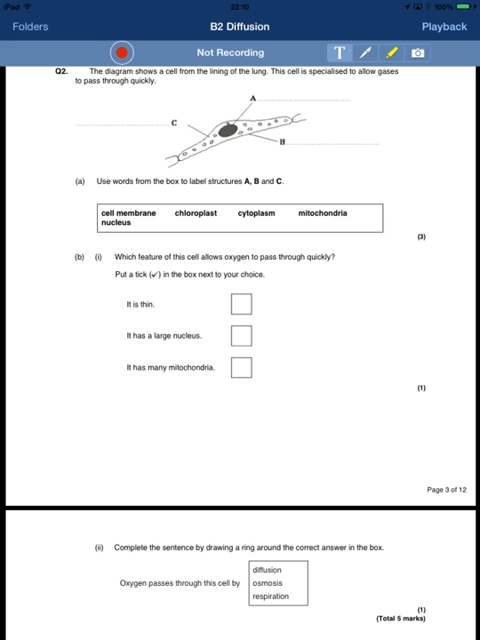 iPad 22:10 100%
Folders B2 Diffusion Playback
Not Recording T
Q2. The diagram shows a cell from the lining of the lung. This cell is specialised to allow gases
to pass through quickly.
A
C
B
(a) Use words from the box to label structures A, B and C.
cell membrane chloroplast cytoplasm mitochondria
nucleus
(3)
(b) (i) Which feature of this cell allows oxygen to pass through quickly?
Put a tick (✓) in the box next to your choice.
It is thin.
It has a large nucleus.
It has many mitochondria.
(1)
Page 3 of 12
(ii) Complete the sentence by drawing a ring around the correct answer in the box.
diffusion
Oxygen passes through this cell by osmosis
respiration
(1)
(Total 5 marks)